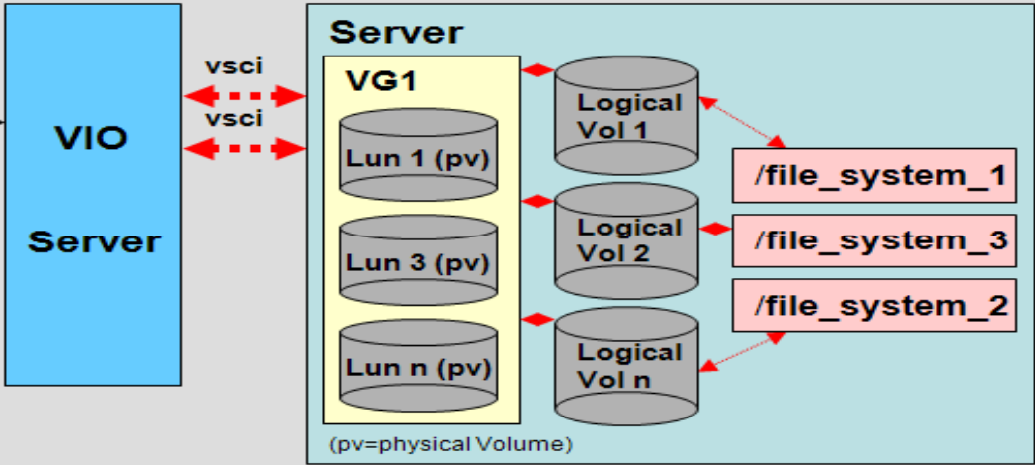 VIO
Server
vsci
vsci
Server
VG1
Lun 1 (pv)
Lun 3 (pv)
Lun n (pv)
(pv=physical Volume)
Logical
Vol 1
Logical
Vol 2
Logical
Vol n
/file_system_1
/file_system_3
/file_system_2